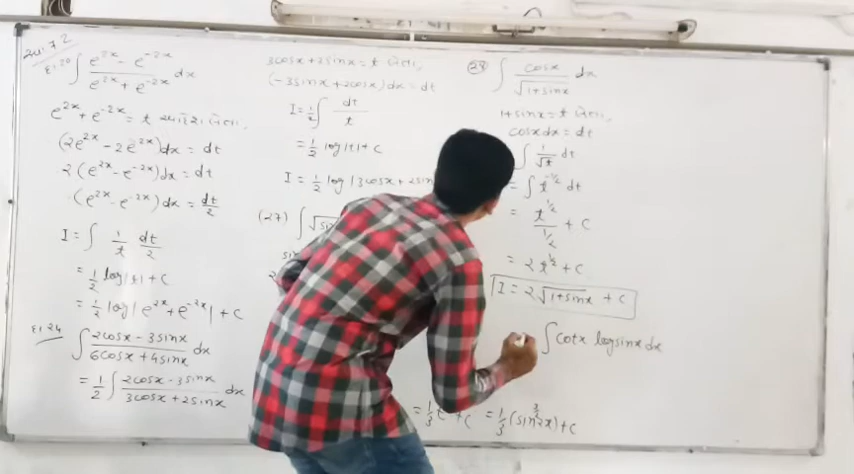 7.2
∫ (e^{2x} - e^{-2x}) / (e^{2x} + e^{-2x}) dx
e^{2x} + e^{-2x} = t
(2e^{2x} - 2e^{-2x})dx = dt
2(e^{2x} - e^{-2x})dx = dt
(e^{2x} - e^{-2x})dx = dt/2
I = ∫ 1/t dt/2
= 1/2 log|t| + c
= 1/2 log|e^{2x} + e^{-2x}| + c
24
∫ (2cosx - 3sinx) / (6cosx + 4sinx) dx
= 1/2 ∫ (2cosx - 3sinx) / (3cosx + 2sinx) dx
3cosx + 2sinx = t લેતા,
(-3sinx + 2cosx)dx = dt
I = 1/2 ∫ dt/t
= 1/2 log|t| + c
I = 1/2 log|3cosx + 2sin
(27) ∫ √sin
= 1/3 t + c = 1/3 (sin2x)^{3/2} + c
∫ cosx / √(1+sinx) dx
1+sinx = t લેતા,
cosxdx = dt
∫ 1/√t dt
= ∫ t^{-1/2} dt
= t^{1/2} / (1/2) + c
= 2 t^{1/2} + c
I = 2√(1+sinx) + c
∫ cotx logsinx dx